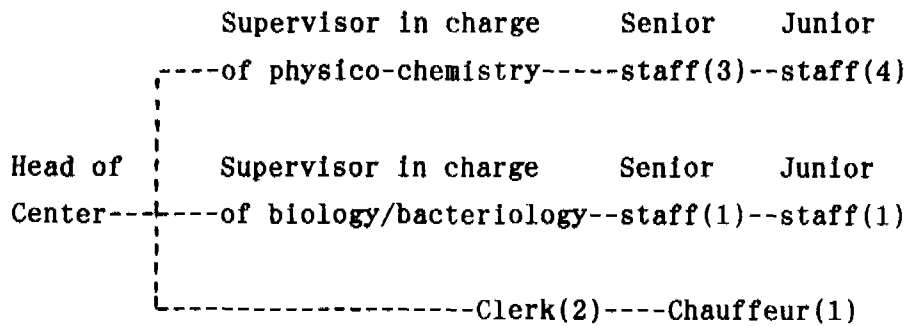 Supervisor in charge Senior Junior
of physico-chemistry-----staff(3)--staff(4)
Head of Supervisor in charge Senior Junior
Center--------of biology/bacteriology--staff(1)--staff(1)
Clerk(2)----Chauffeur(1)